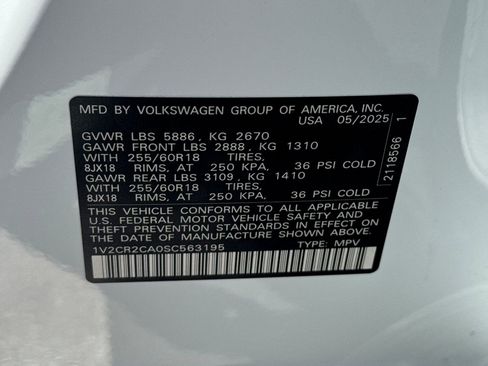 MFD BY VOLKSWAGEN GROUP OF AMERICA, INC.
USA 05/2025
GVWR LBS 5886, KG 2670
GAWR FRONT LBS 2888, KG 1310
WITH 255/60R18 TIRES,
8JX18 RIMS, AT 250 KPA, 36 PSI COLD
GAWR REAR LBS 3109, KG 1410
WITH 255/60R18 TIRES,
8JX18 RIMS, AT 250 KPA, 36 PSI COLD
THIS VEHICLE CONFORMS TO ALL APPLICABLE
U.S. FEDERAL MOTOR VEHICLE SAFETY AND
THEFT PREVENTION STANDARDS IN EFFECT ON
THE DATE OF MANUFACTURE SHOWN ABOVE.
1V2CR2CA0SC563195 TYPE: MPV
2118566 1